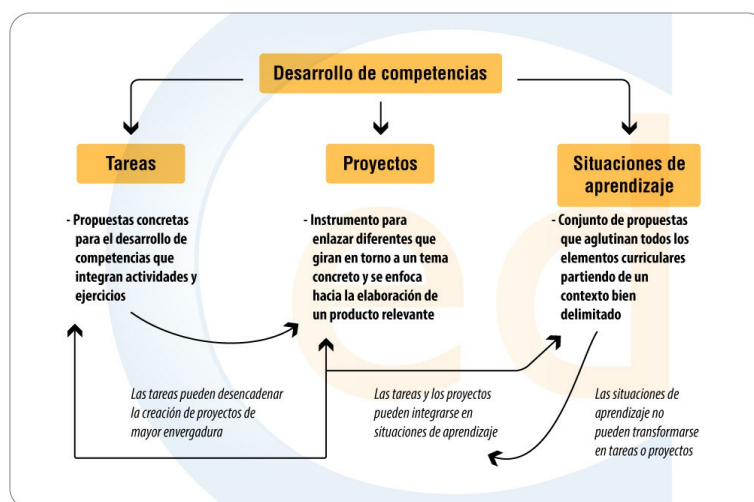 Desarrollo de competencias
Tareas
- Propuestas concretas
para el desarrollo de
competencias que
integran actividades y
ejercicios
Proyectos
- Instrumento para
enlazar diferentes que
giran en torno a un tema
concreto y se enfoca
hacia la elaboración de
un producto relevante
Situaciones de
aprendizaje
- Conjunto de propuestas
que aglutinan todos los
elementos curriculares
partiendo de un
contexto bien
delimitado
Las tareas pueden desencadenar
la creación de proyectos de
mayor envergadura
Las tareas y los proyectos
pueden integrarse en
situaciones de aprendizaje
Las situaciones de
aprendizaje no
pueden transformarse
en tareas o proyectos
ed